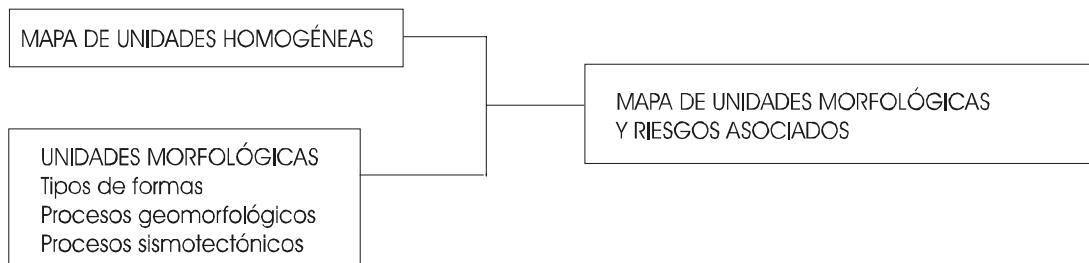 MAPA DE UNIDADES HOMOGÉNEAS
UNIDADES MORFOLÓGICAS
Tipos de formas
Procesos geomorfológicos
Procesos sismotectónicos
MAPA DE UNIDADES MORFOLÓGICAS
Y RIESGOS ASOCIADOS